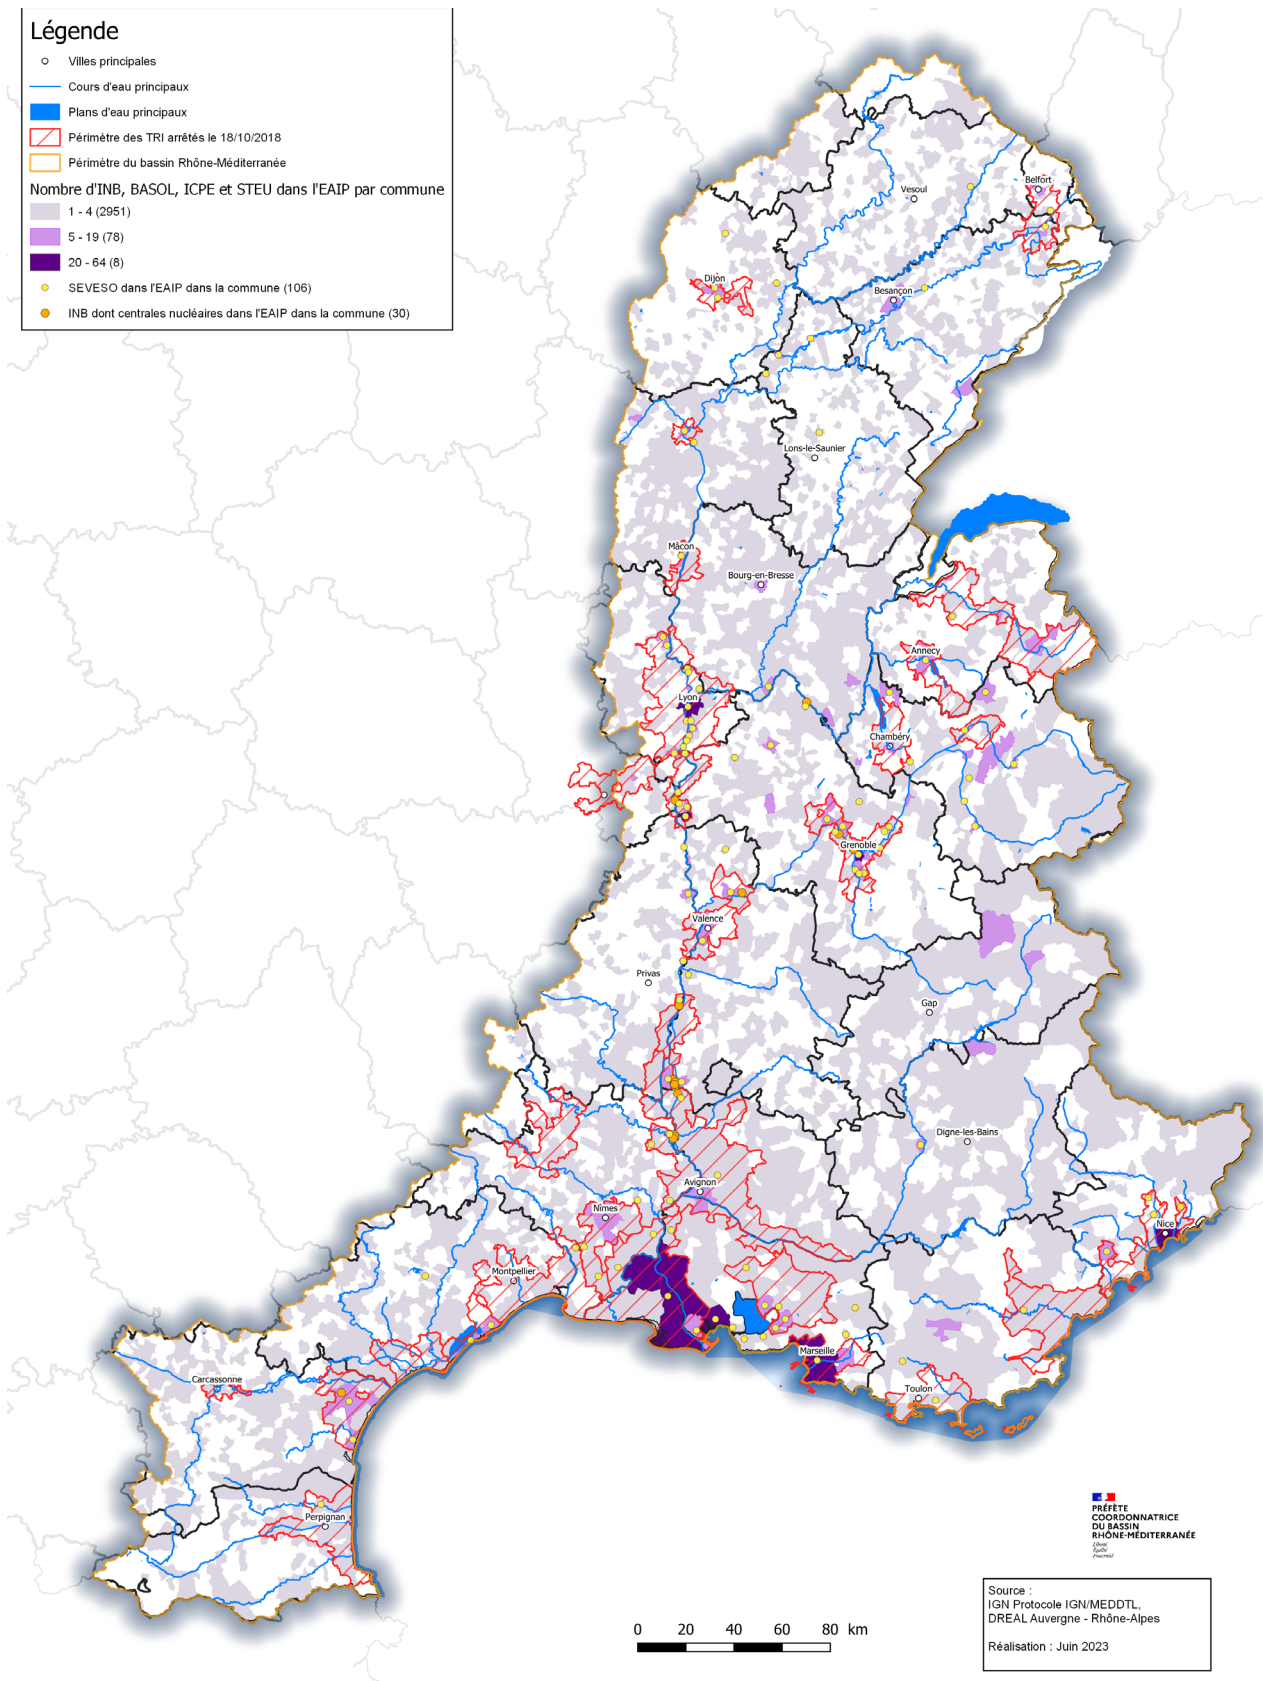 Légende
Villes principales
Cours d'eau principaux
Plans d'eau principaux
Périmètre des TRI arrêtés le 18/10/2018
Périmètre du bassin Rhône-Méditerranée
Nombre d'INB, BASOL, ICPE et STEU dans l'EAIP par commune
1 - 4 (2951)
5 - 19 (78)
20 - 64 (8)
SEVESO dans l'EAIP dans la commune (106)
INB dont centrales nucléaires dans l'EAIP dans la commune (30)
Belfort
Vesoul
Dijon
Besançon
Lons-le-Saunier
Mâcon
Bourg-en-Bresse
Annecy
Lyon
Chambéry
Grenoble
Valence
Privas
Gap
Digne-les-Bains
Avignon
Nîmes
Nice
Montpellier
Marseille
Carcassonne
Toulon
Perpignan
PRÉFÈTE
COORDONNATRICE
DU BASSIN
RHÔNE-MÉDITERRANÉE
Liberté
Égalité
Fraternité
Source :
IGN Protocole IGN/MEDDTL,
DREAL Auvergne - Rhône-Alpes
Réalisation : Juin 2023
0 20 40 60 80 km